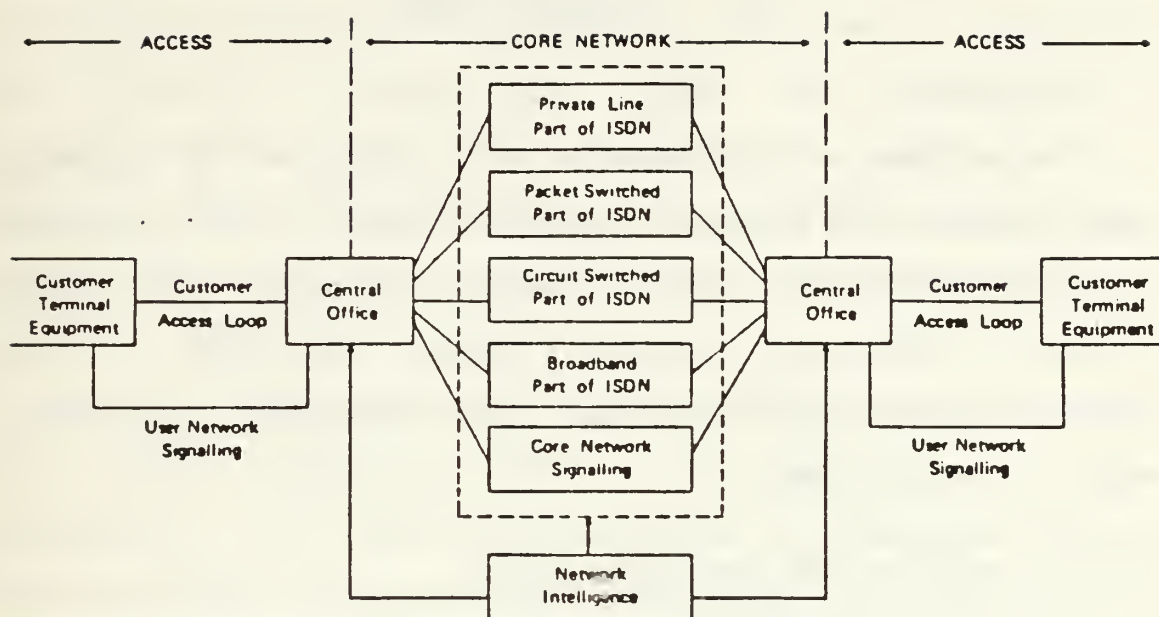 ACCESS
CORE NETWORK
ACCESS
Private Line
Part of ISDN
Packet Switched
Part of ISDN
Circuit Switched
Part of ISDN
Broadband
Part of ISDN
Core Network
Signalling
Customer
Terminal
Equipment
Customer
Access Loop
Central
Office
User Network
Signalling
Central
Office
Customer
Access Loop
Customer
Terminal
Equipment
User Network
Signalling
Network
Intelligence